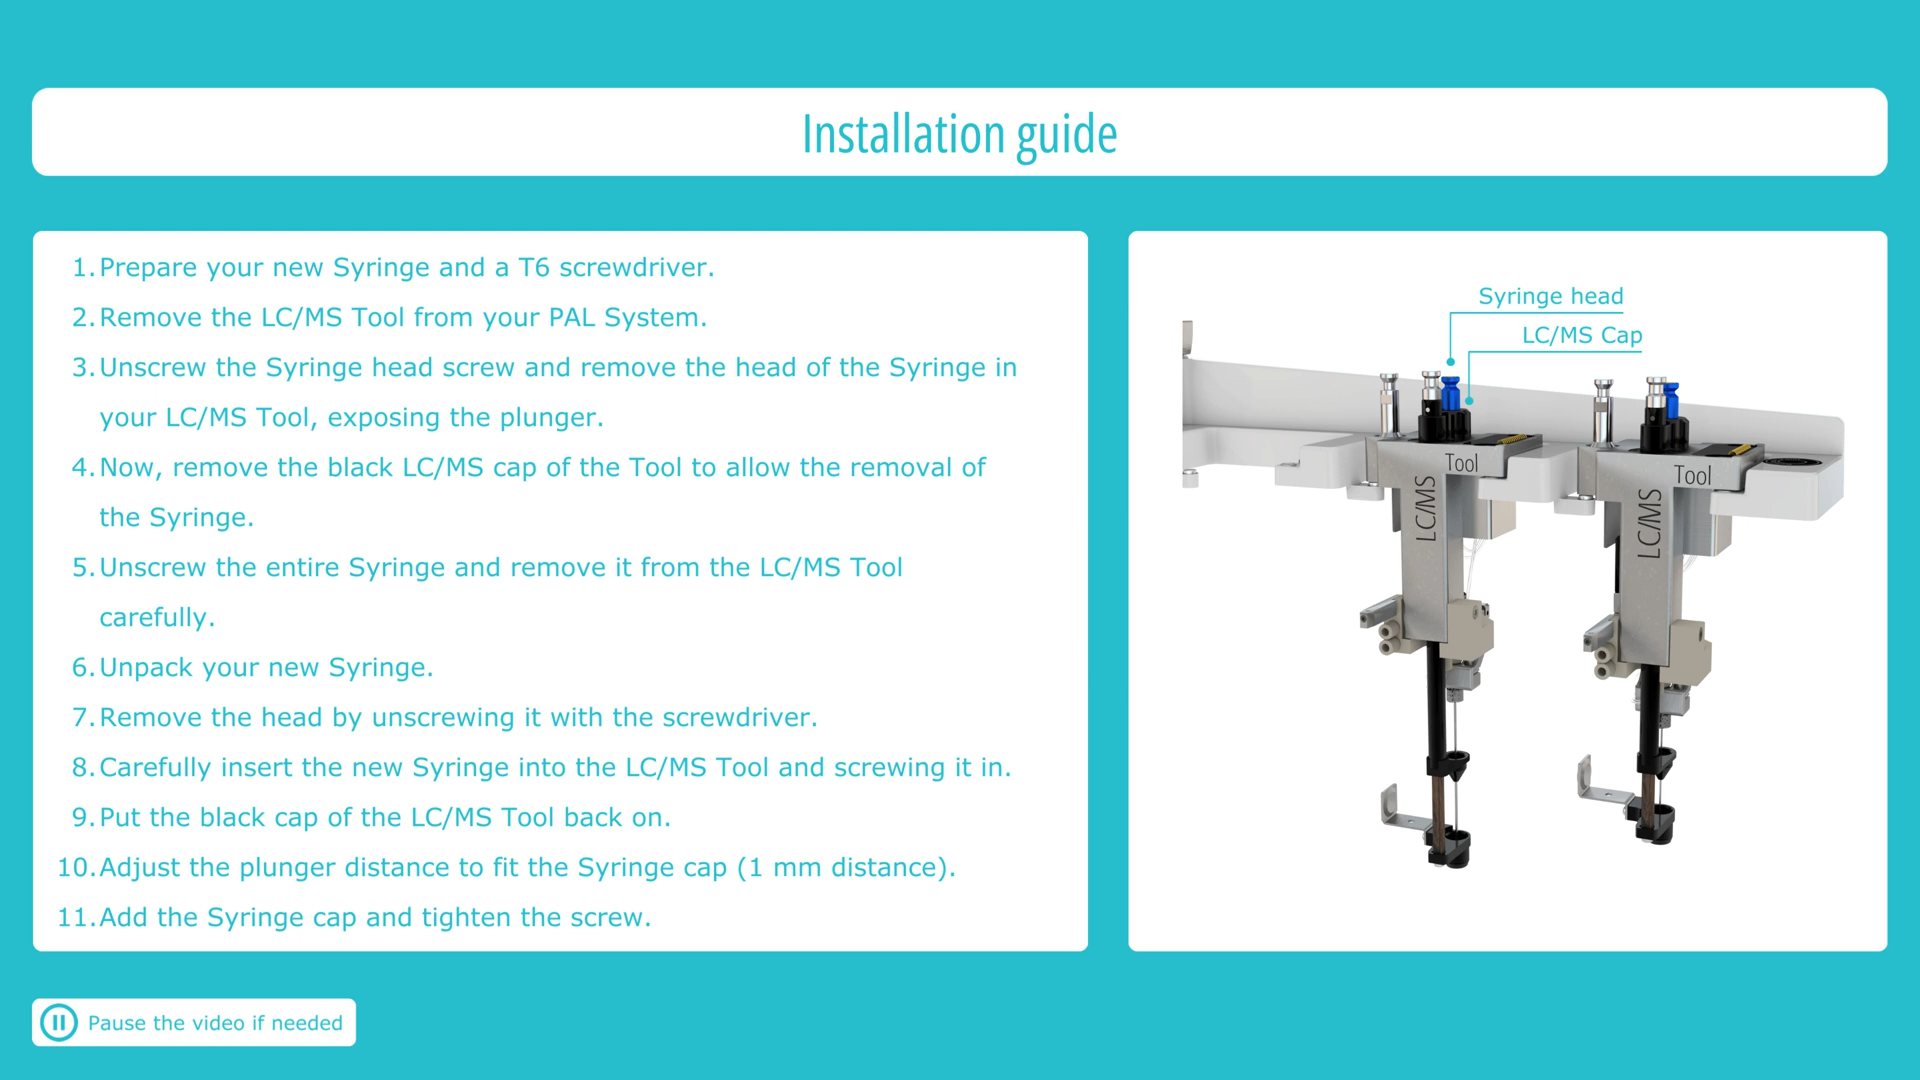 Installation guide
1. Prepare your new Syringe and a T6 screwdriver.
2. Remove the LC/MS Tool from your PAL System.
3. Unscrew the Syringe head screw and remove the head of the Syringe in
your LC/MS Tool, exposing the plunger.
4. Now, remove the black LC/MS cap of the Tool to allow the removal of
the Syringe.
5. Unscrew the entire Syringe and remove it from the LC/MS Tool
carefully.
6. Unpack your new Syringe.
7. Remove the head by unscrewing it with the screwdriver.
8. Carefully insert the new Syringe into the LC/MS Tool and screwing it in.
9. Put the black cap of the LC/MS Tool back on.
10. Adjust the plunger distance to fit the Syringe cap (1 mm distance).
11. Add the Syringe cap and tighten the screw.
Syringe head
LC/MS Cap
Tool
LC/MS
Tool
LC/MS
Pause the video if needed